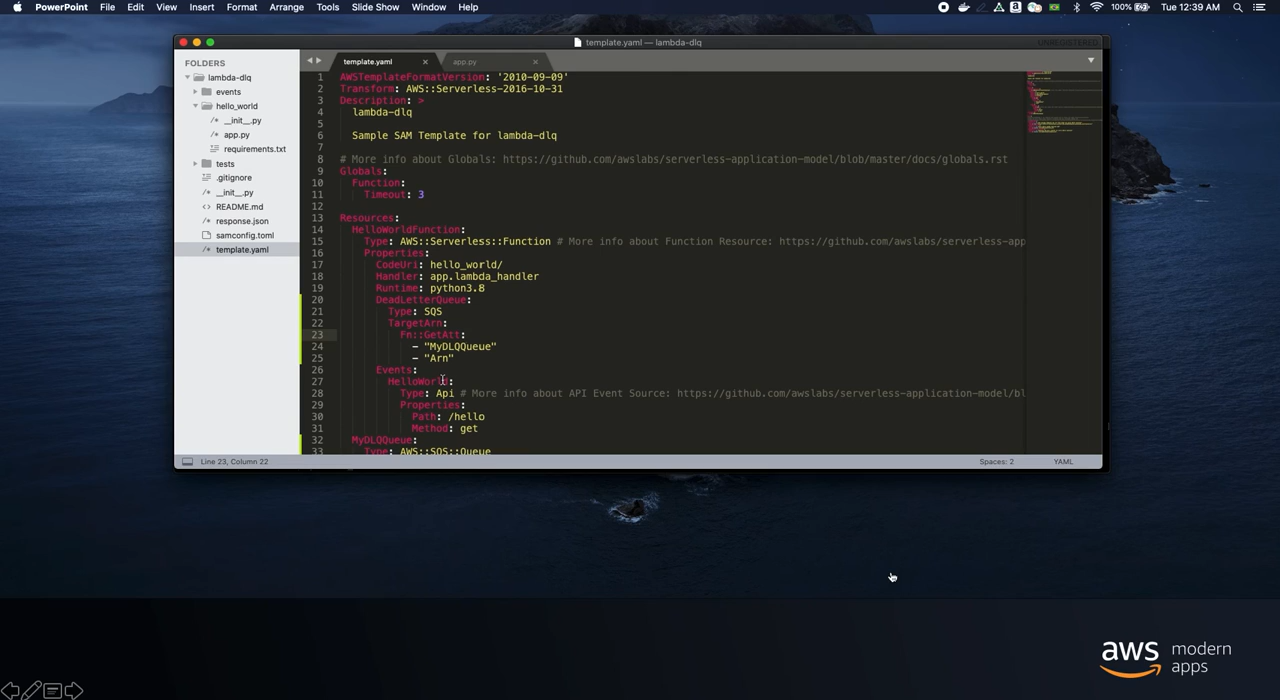 PowerPoint File Edit View Insert Format Arrange Tools Slide Show Window Help 100% Tue 12:39 AM
template.yaml — lambda-dlq UNREGISTERED
FOLDERS
lambda-dlq
events
hello_world
__init__.py
app.py
requirements.txt
tests
.gitignore
__init__.py
README.md
response.json
samconfig.toml
template.yaml
template.yaml app.py
1 AWSTemplateFormatVersion: '2010-09-09'
2 Transform: AWS::Serverless-2016-10-31
3 Description: >
4 lambda-dlq
5
6 Sample SAM Template for lambda-dlq
7
8 # More info about Globals: https://github.com/awslabs/serverless-application-model/blob/master/docs/globals.rst
9 Globals:
10 Function:
11 Timeout: 3
12
13 Resources:
14 HelloWorldFunction:
15 Type: AWS::Serverless::Function # More info about Function Resource: https://github.com/awslabs/serverless-app
16 Properties:
17 CodeUri: hello_world/
18 Handler: app.lambda_handler
19 Runtime: python3.8
20 DeadLetterQueue:
21 Type: SQS
22 TargetArn:
23 Fn::GetAtt:
24 - "MyDLQQueue"
25 - "Arn"
26 Events:
27 HelloWorld:
28 Type: Api # More info about API Event Source: https://github.com/awslabs/serverless-application-model/bl
29 Properties:
30 Path: /hello
31 Method: get
32 MyDLQQueue:
33 Type: AWS::SQS::Queue
Line 23, Column 22 Spaces: 2 YAML
aws modern
apps